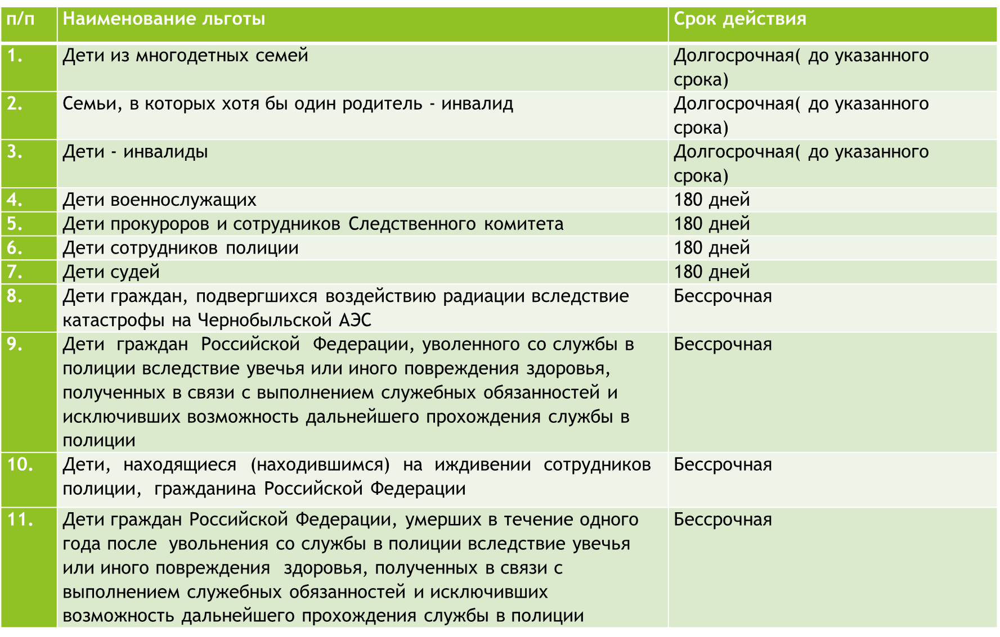 п/п Наименование льготы Срок действия
1. Дети из многодетных семей Долгосрочная( до указанного
срока)
2. Семьи, в которых хотя бы один родитель - инвалид Долгосрочная( до указанного
срока)
3. Дети - инвалиды Долгосрочная( до указанного
срока)
4. Дети военнослужащих 180 дней
5. Дети прокуроров и сотрудников Следственного комитета 180 дней
6. Дети сотрудников полиции 180 дней
7. Дети судей 180 дней
8. Дети граждан, подвергшихся воздействию радиации вследствие Бессрочная
катастрофы на Чернобыльской АЭС
9. Дети граждан Российской Федерации, уволенного со службы в Бессрочная
полиции вследствие увечья или иного повреждения здоровья,
полученных в связи с выполнением служебных обязанностей и
исключивших возможность дальнейшего прохождения службы в
полиции
10. Дети, находящиеся (находившимся) на иждивении сотрудников Бессрочная
полиции, гражданина Российской Федерации
11. Дети граждан Российской Федерации, умерших в течение одного Бессрочная
года после увольнения со службы в полиции вследствие увечья
или иного повреждения здоровья, полученных в связи с
выполнением служебных обязанностей и исключивших
возможность дальнейшего прохождения службы в полиции